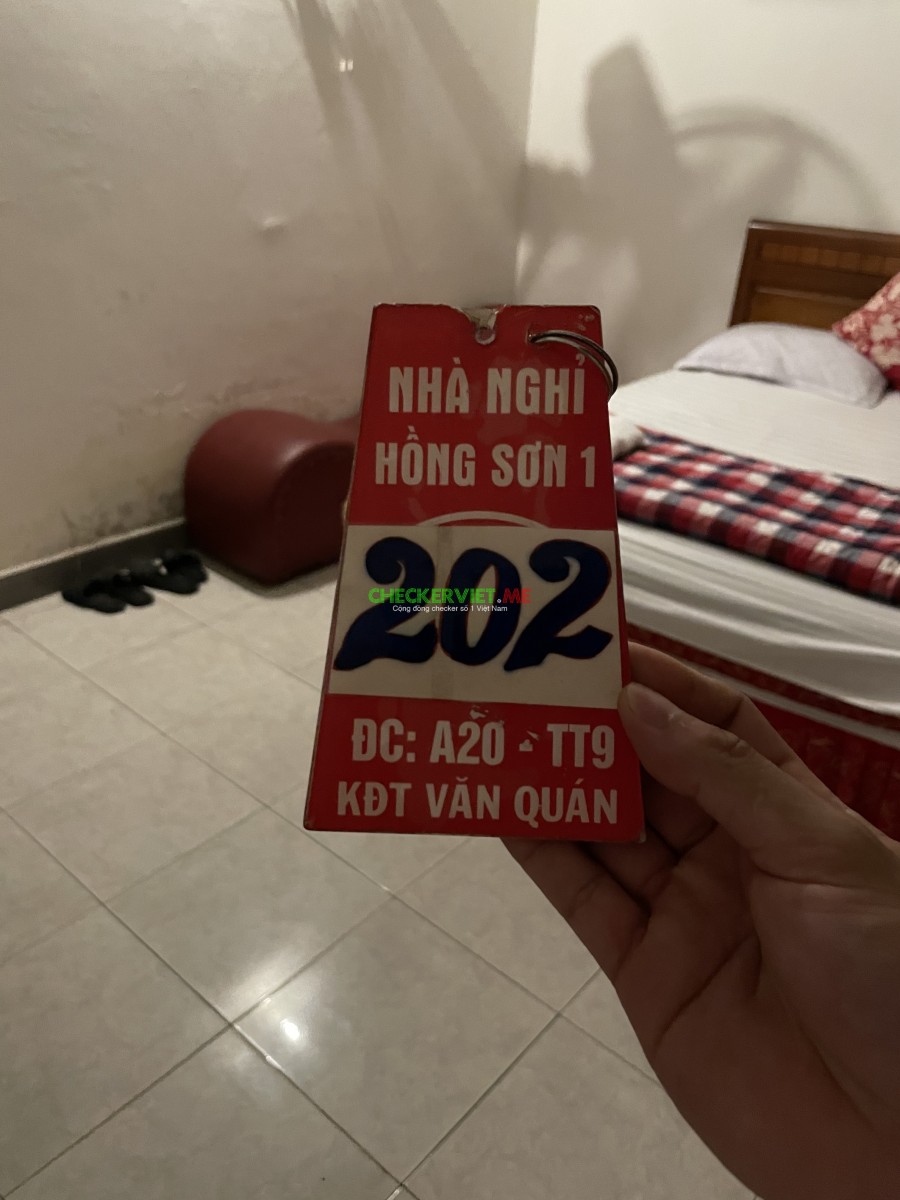 NHÀ NGHỈ
HỒNG SƠN 1
202
CHECKERVIET.ME
Cộng đồng checker số 1 Việt Nam
ĐC: A20 - TT9
KĐT VĂN QUÁN